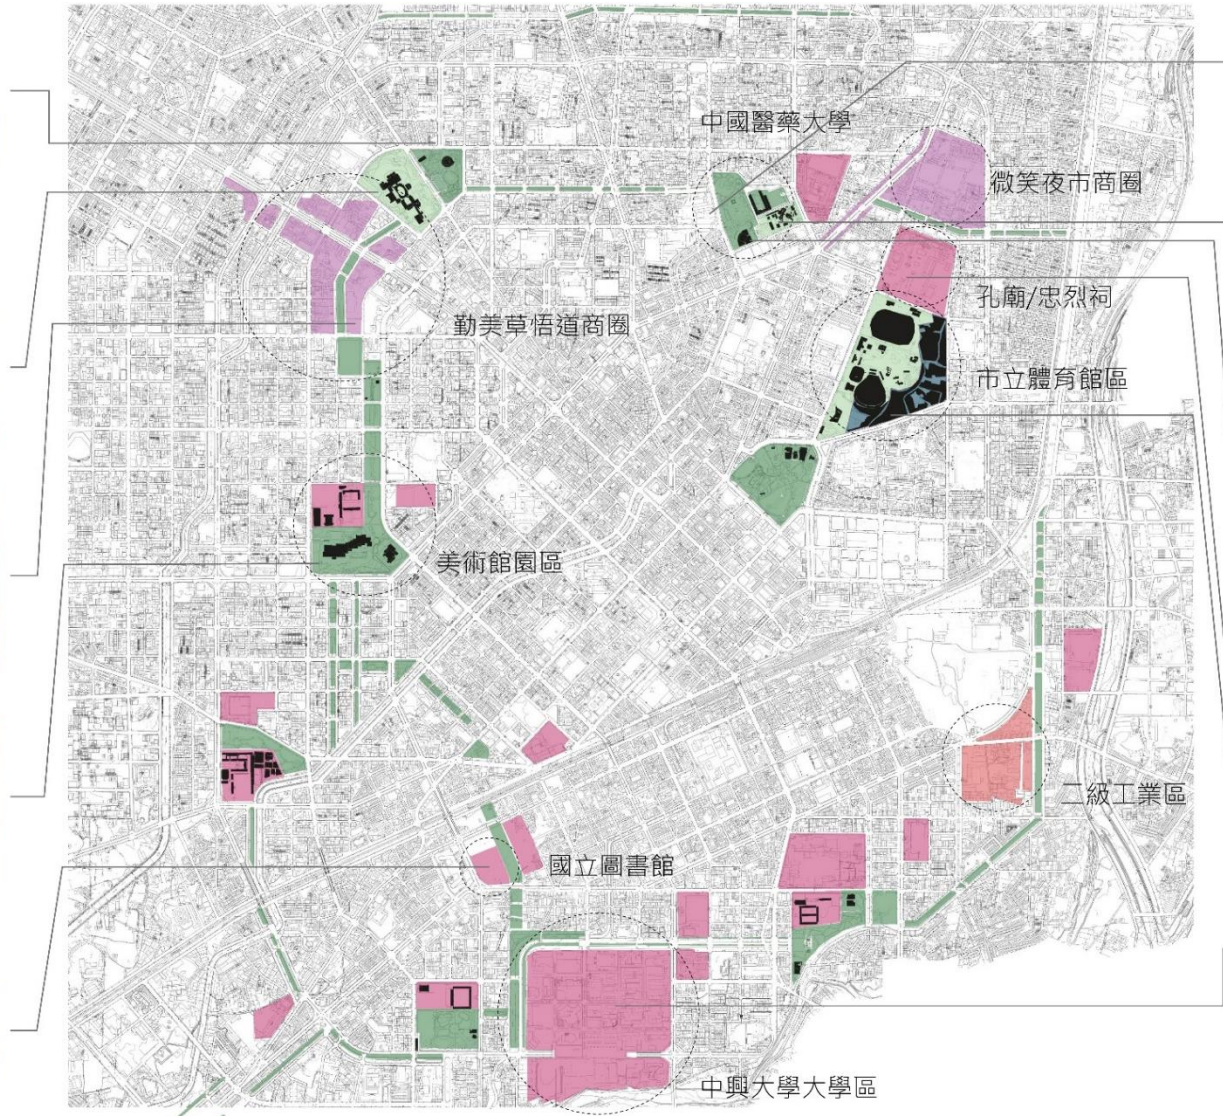 中國醫藥大學
微笑夜市商圈
孔廟/忠烈祠
勤美草悟道商圈
市立體育館區
美術館園區
二級工業區
國立圖書館
中興大學大學區